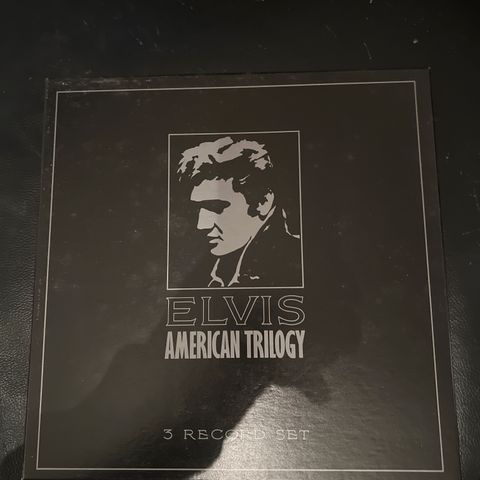 ELVIS
AMERICAN TRILOGY
3 RECORD SET